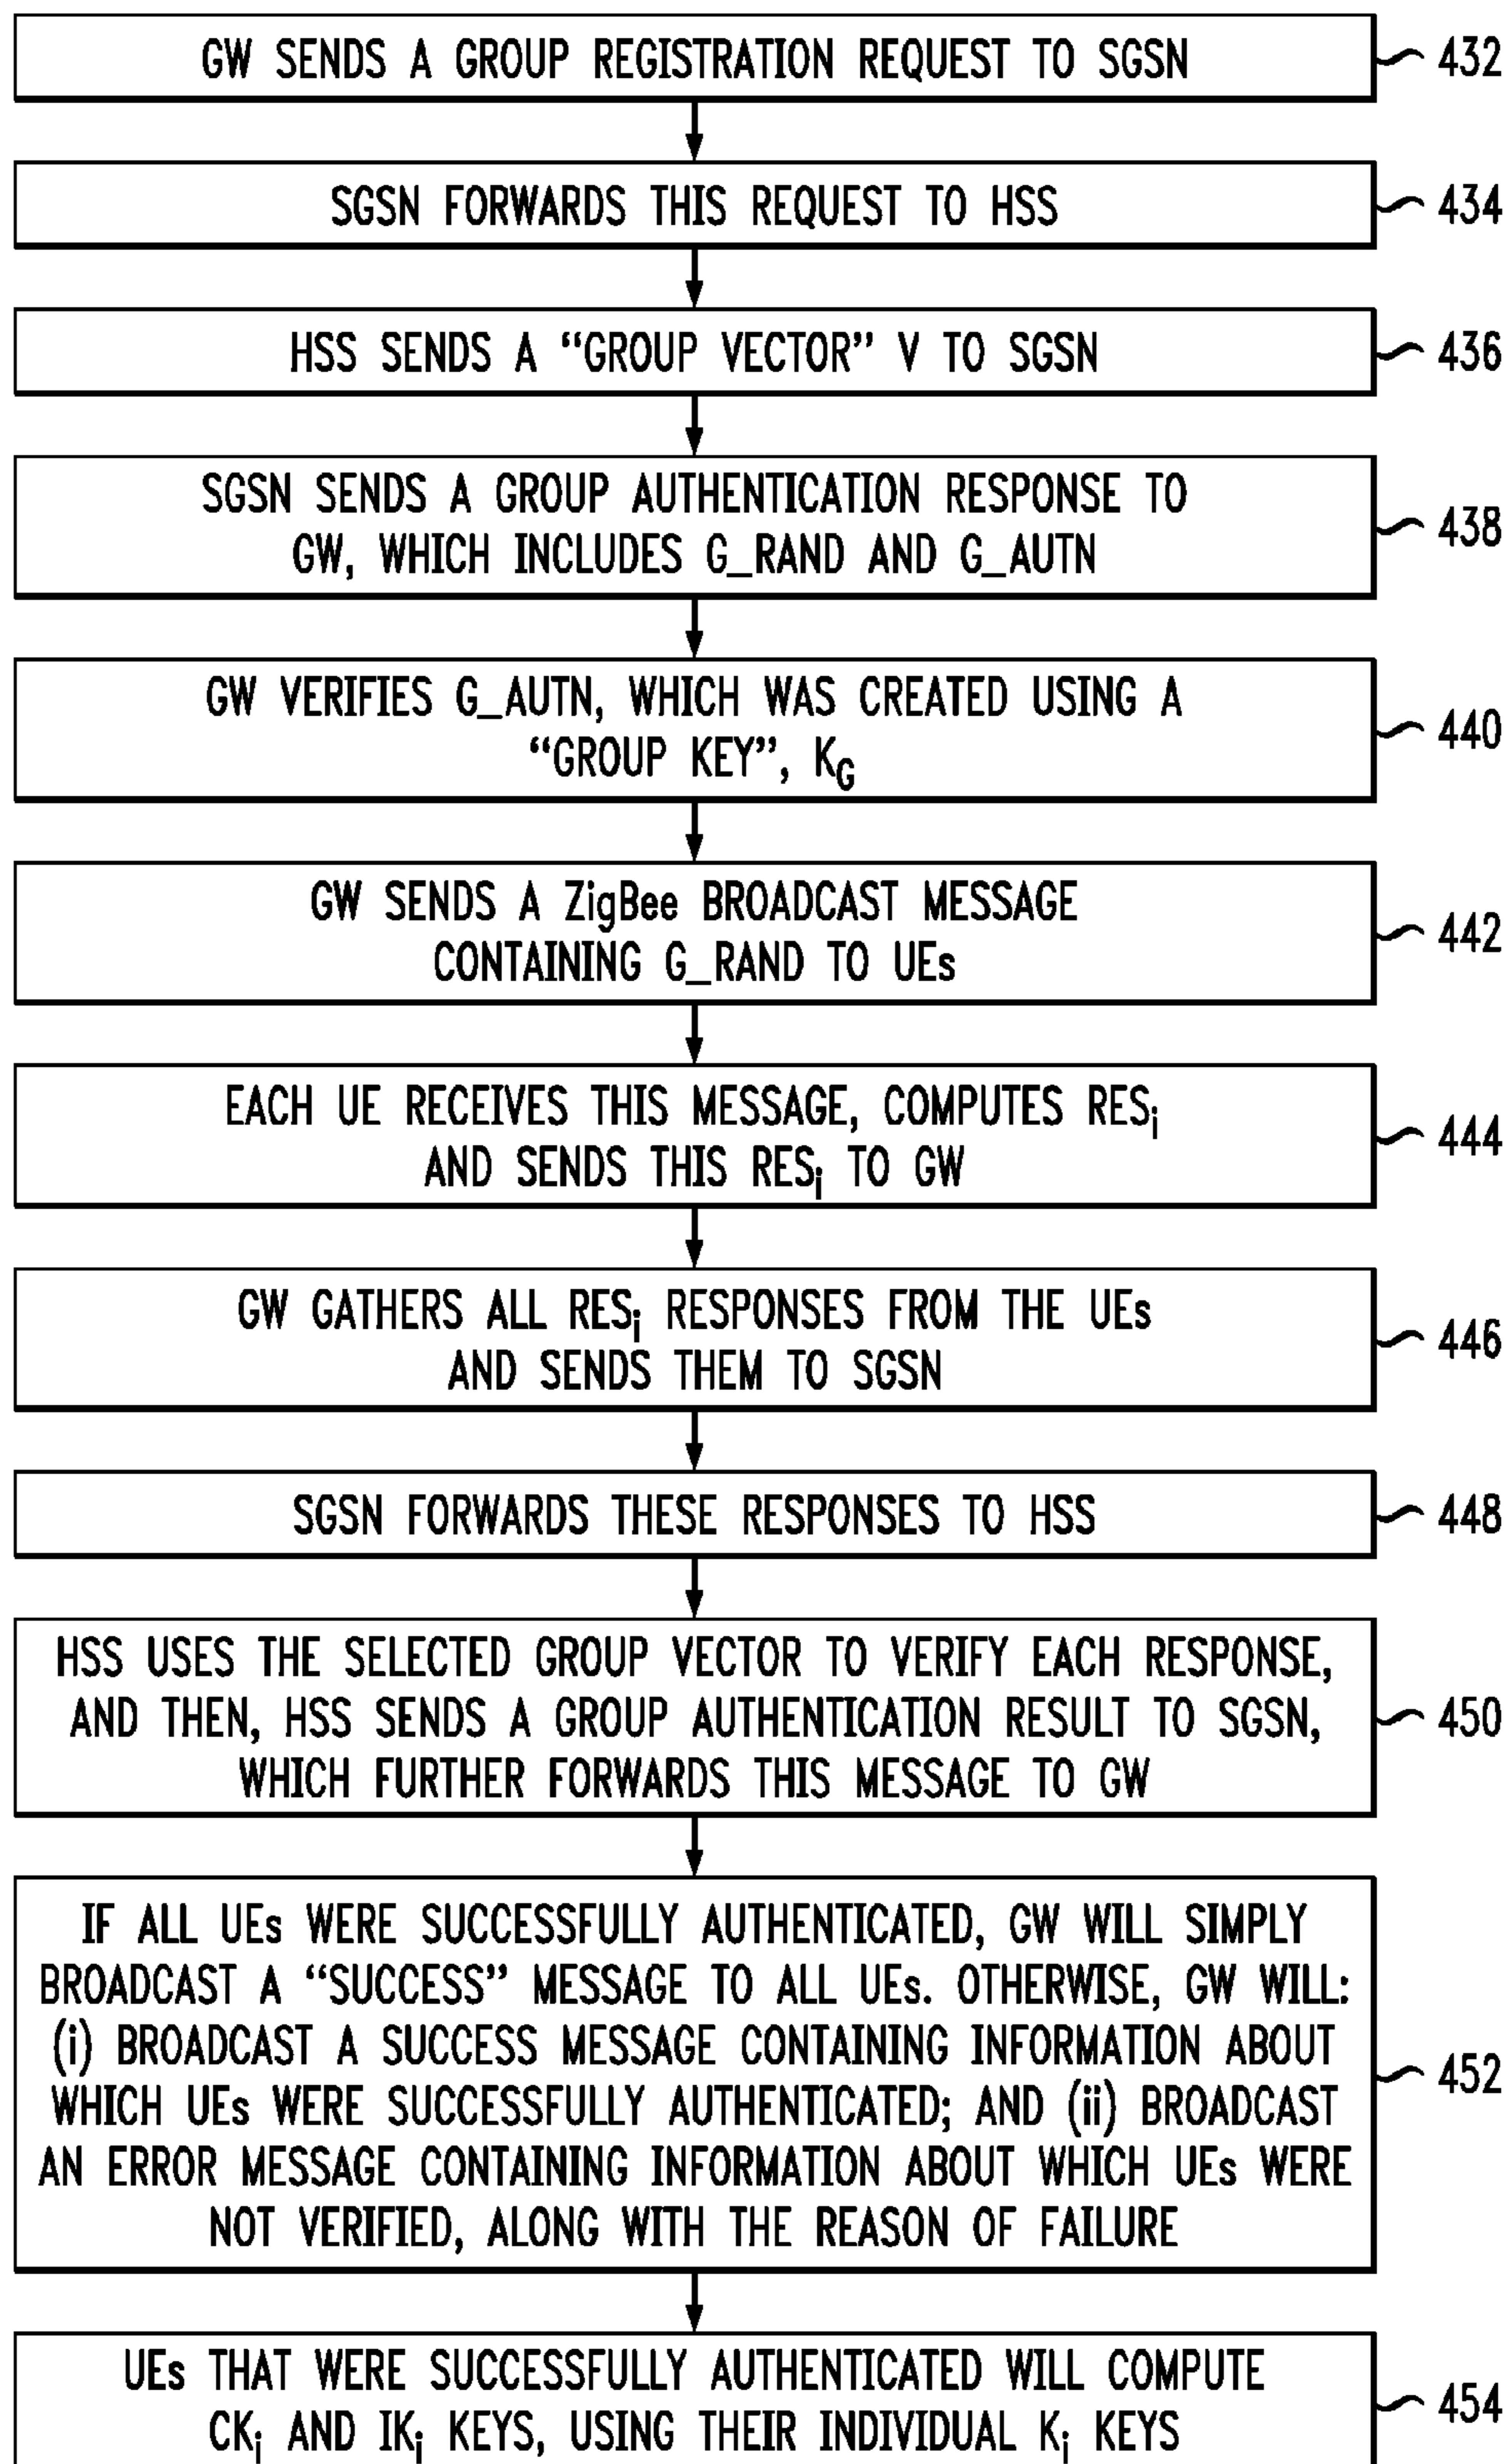 GW SENDS A GROUP REGISTRATION REQUEST TO SGSN
432
SGSN FORWARDS THIS REQUEST TO HSS
434
HSS SENDS A “GROUP VECTOR” V TO SGSN
436
SGSN SENDS A GROUP AUTHENTICATION RESPONSE TO
GW, WHICH INCLUDES G_RAND AND G_AUTN
438
GW VERIFIES G_AUTN, WHICH WAS CREATED USING A
“GROUP KEY”, KG
440
GW SENDS A ZigBee BROADCAST MESSAGE
CONTAINING G_RAND TO UEs
442
EACH UE RECEIVES THIS MESSAGE, COMPUTES RESi
AND SENDS THIS RESi TO GW
444
GW GATHERS ALL RESi RESPONSES FROM THE UEs
AND SENDS THEM TO SGSN
446
SGSN FORWARDS THESE RESPONSES TO HSS
448
HSS USES THE SELECTED GROUP VECTOR TO VERIFY EACH RESPONSE,
AND THEN, HSS SENDS A GROUP AUTHENTICATION RESULT TO SGSN,
WHICH FURTHER FORWARDS THIS MESSAGE TO GW
450
IF ALL UEs WERE SUCCESSFULLY AUTHENTICATED, GW WILL SIMPLY
BROADCAST A “SUCCESS” MESSAGE TO ALL UEs. OTHERWISE, GW WILL:
(i) BROADCAST A SUCCESS MESSAGE CONTAINING INFORMATION ABOUT
WHICH UEs WERE SUCCESSFULLY AUTHENTICATED; AND (ii) BROADCAST
AN ERROR MESSAGE CONTAINING INFORMATION ABOUT WHICH UEs WERE
NOT VERIFIED, ALONG WITH THE REASON OF FAILURE
452
UEs THAT WERE SUCCESSFULLY AUTHENTICATED WILL COMPUTE
CKi AND IKi KEYS, USING THEIR INDIVIDUAL Ki KEYS
454